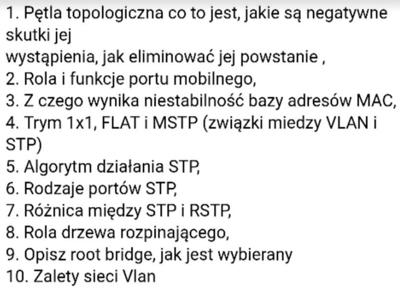 1. Pętla topologiczna co to jest, jakie są negatywne
skutki jej
wystąpienia, jak eliminować jej powstanie ,
2. Rola i funkcje portu mobilnego,
3. Z czego wynika niestabilność bazy adresów MAC,
4. Trym 1x1, FLAT i MSTP (związki miedzy VLAN i
STP)
5. Algorytm działania STP,
6. Rodzaje portów STP,
7. Różnica między STP i RSTP,
8. Rola drzewa rozpinającego,
9. Opisz root bridge, jak jest wybierany
10. Zalety sieci Vlan